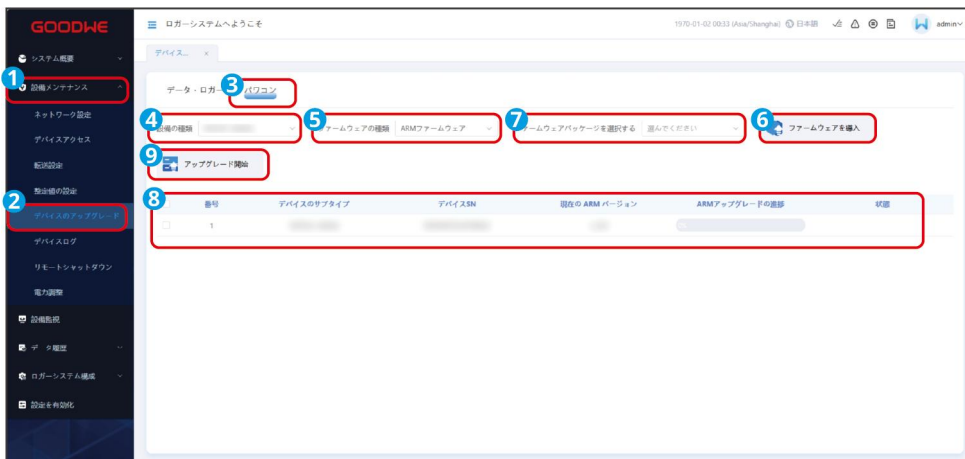 GOODWE
ロガーシステムへようこそ
1970-01-02 00:33 (Asia/Shanghai) 日本語 admin
システム概要
デバイス... ×
1
設備メンテナンス
データ・ロガー
3
パワコン
ネットワーク設定
4
設備の種類
5
ファームウェアの種類 ARMファームウェア
7
ファームウェアパッケージを選択する 選んでください
6
ファームウェアを導入
デバイスアクセス
9
アップグレード開始
転送設定
整定値の設定
2
デバイスのアップグレード
8
番号 デバイスのサブタイプ デバイスSN 現在の ARM バージョン ARMアップグレードの進捗 状態
1
デバイスログ
リモートシャットダウン
電力調整
設備監視
データ履歴
ロガーシステム構成
設定を有効化